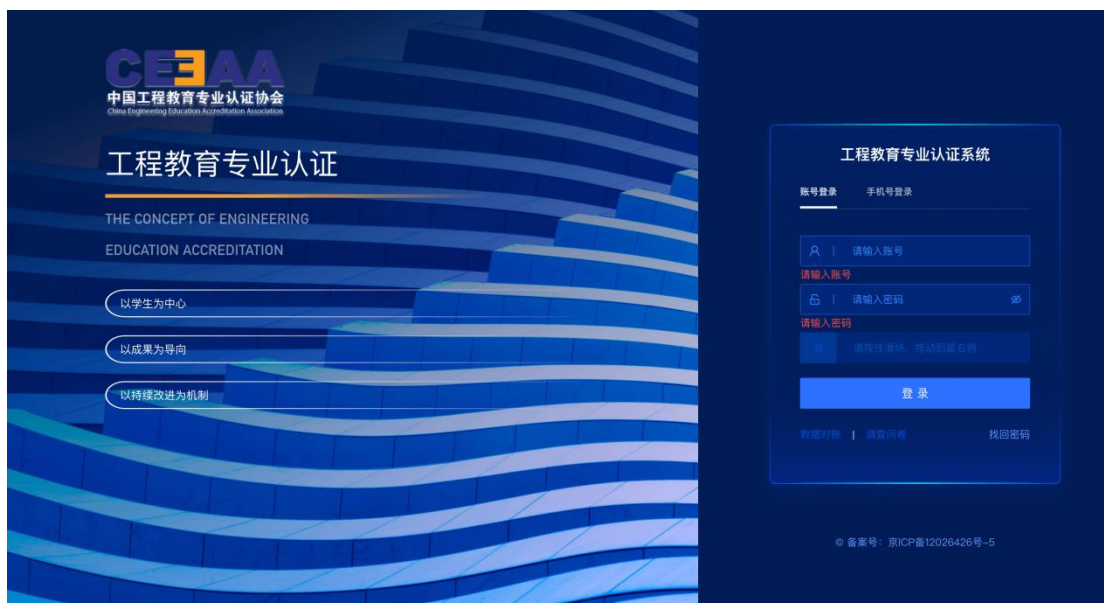 CEEAA
中国工程教育专业认证协会
China Engineering Education Accreditation Association
工程教育专业认证
THE CONCEPT OF ENGINEERING
EDUCATION ACCREDITATION
以学生为中心
以成果为导向
以持续改进为机制
工程教育专业认证系统
账号登录 手机号登录
请输入账号
请输入账号
请输入密码
请输入密码
请按住滑块，拖动到最右侧
登 录
数据对账 | 调查问卷 找回密码
© 备案号：京ICP备12026426号-5